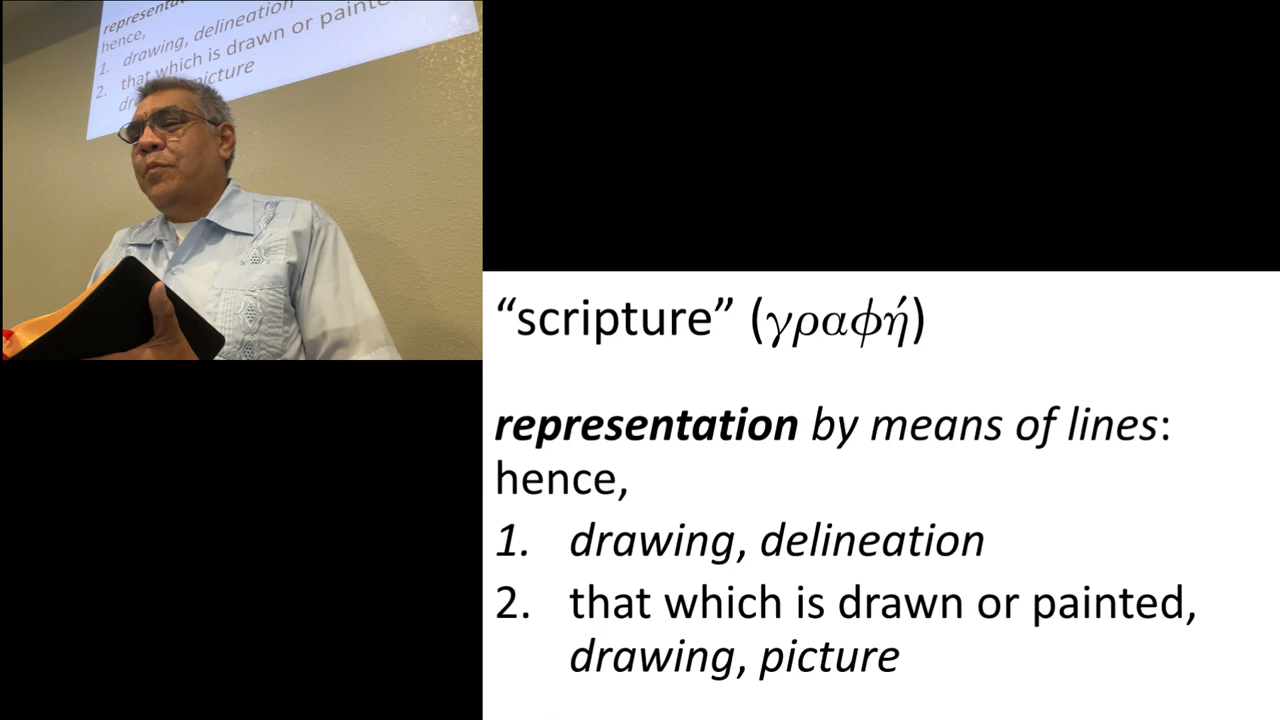 representati
hence,
1. drawing, delineation
2. that which is drawn or painte
picture
“scripture” (γραφή)
representation by means of lines:
hence,
1. drawing, delineation
2. that which is drawn or painted,
drawing, picture